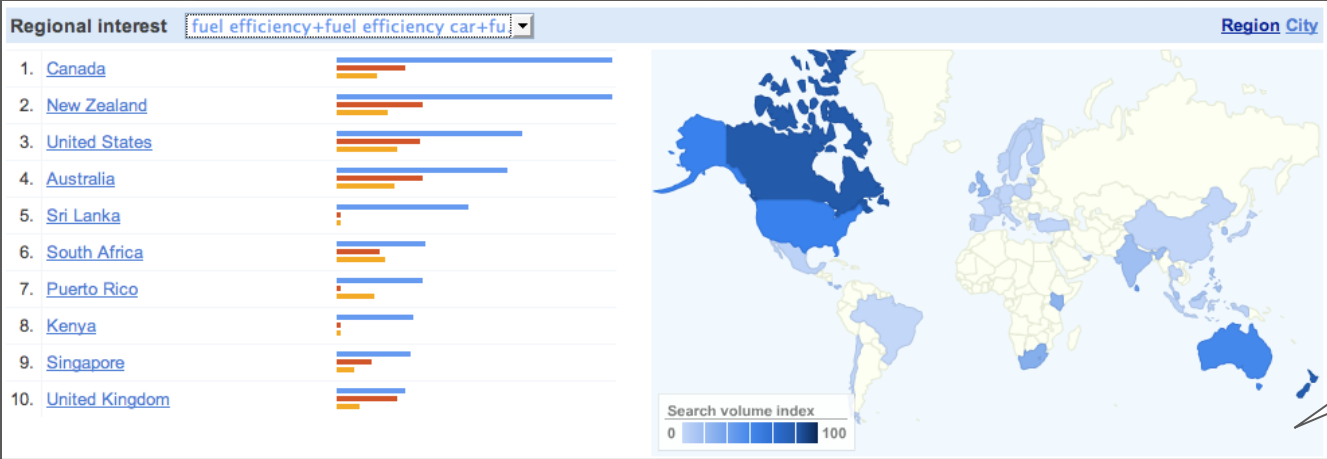 Regional interest fuel efficiency+fuel efficiency car+fu. Region City
1. Canada
2. New Zealand
3. United States
4. Australia
5. Sri Lanka
6. South Africa
7. Puerto Rico
8. Kenya
9. Singapore
10. United Kingdom
Search volume index
0 100